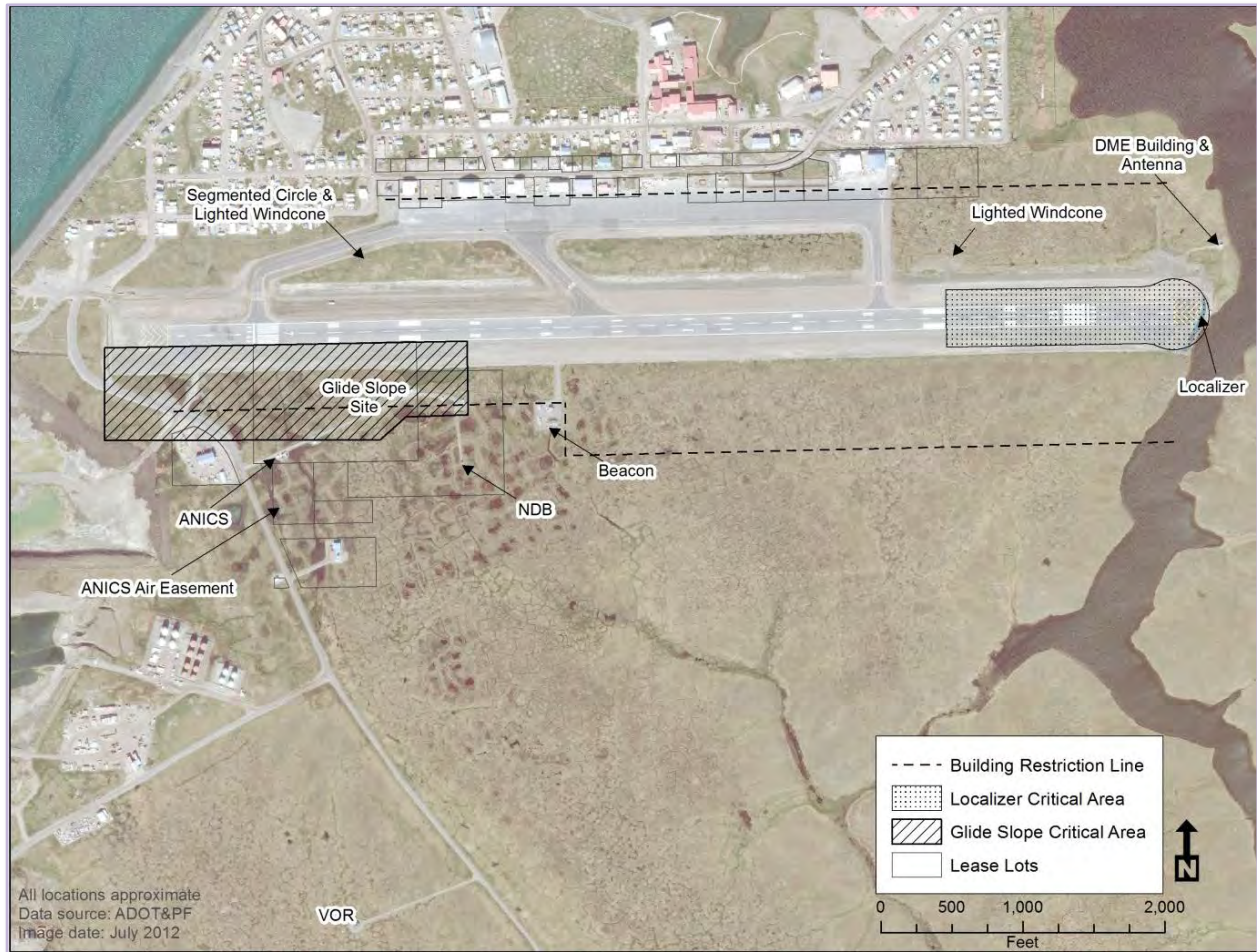 DME Building &
Antenna
Segmented Circle &
Lighted Windcone
Lighted Windcone
Localizer
Glide Slope
Site
Beacon
NDB
ANICS
ANICS Air Easement
VOR
Building Restriction Line
Localizer Critical Area
Glide Slope Critical Area
Lease Lots
N
0 500 1,000 2,000
Feet
All locations approximate
Data source: ADOT&PF
Image date: July 2012